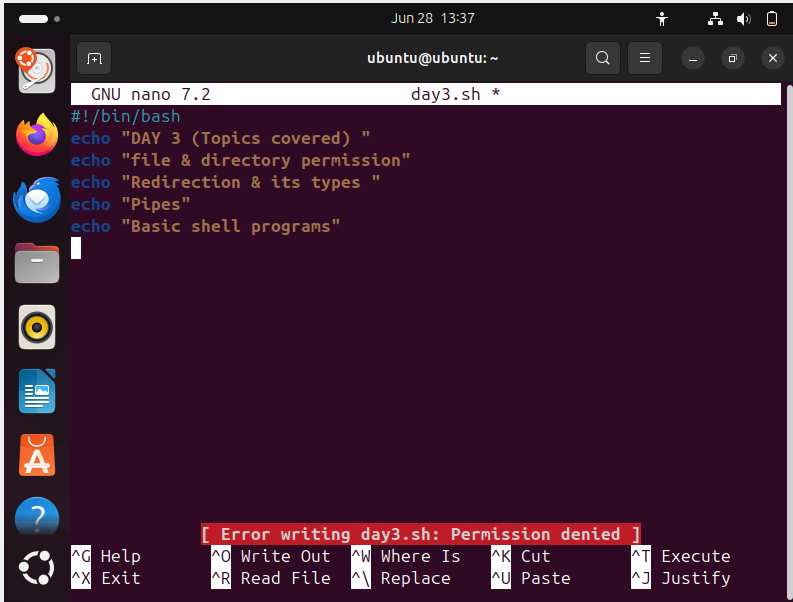 Jun 28 13:37
ubuntu@ubuntu: ~
GNU nano 7.2 day3.sh *
#!/bin/bash
echo "DAY 3 (Topics covered) "
echo "file & directory permission"
echo "Redirection & its types "
echo "Pipes"
echo "Basic shell programs"
[ Error writing day3.sh: Permission denied ]
^G Help ^O Write Out ^W Where Is ^K Cut ^T Execute
^X Exit ^R Read File ^\ Replace ^U Paste ^J Justify